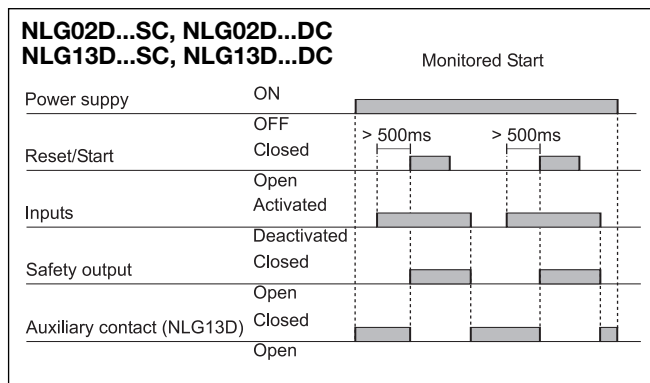 NLG02D...SC, NLG02D...DC
NLG13D...SC, NLG13D...DC
Monitored Start
Power suppy
ON
OFF
> 500ms
> 500ms
Reset/Start
Closed
Open
Inputs
Activated
Deactivated
Safety output
Closed
Open
Auxiliary contact (NLG13D)
Closed
Open